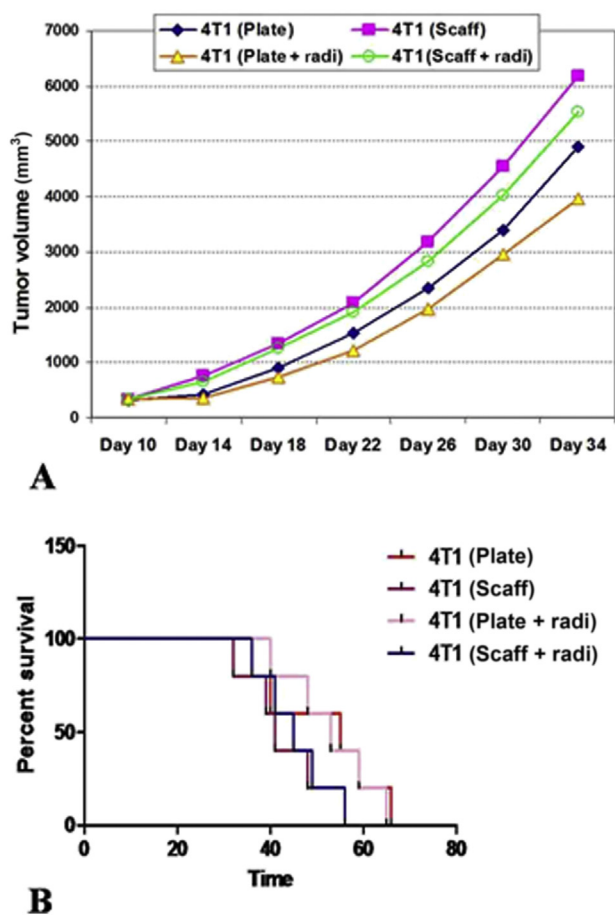 4T1 (Plate)
4T1 (Scaff)
4T1 (Plate + radi)
4T1(Scaff + radi)
Tumor volume (mm³)
7000
6000
5000
4000
3000
2000
1000
0
Day 10 Day 14 Day 18 Day 22 Day 26 Day 30 Day 34
A
Percent survival
150
100
50
0
4T1 (Plate)
4T1 (Scaff)
4T1 (Plate + radi)
4T1 (Scaff + radi)
0 20 40 60 80
Time
B